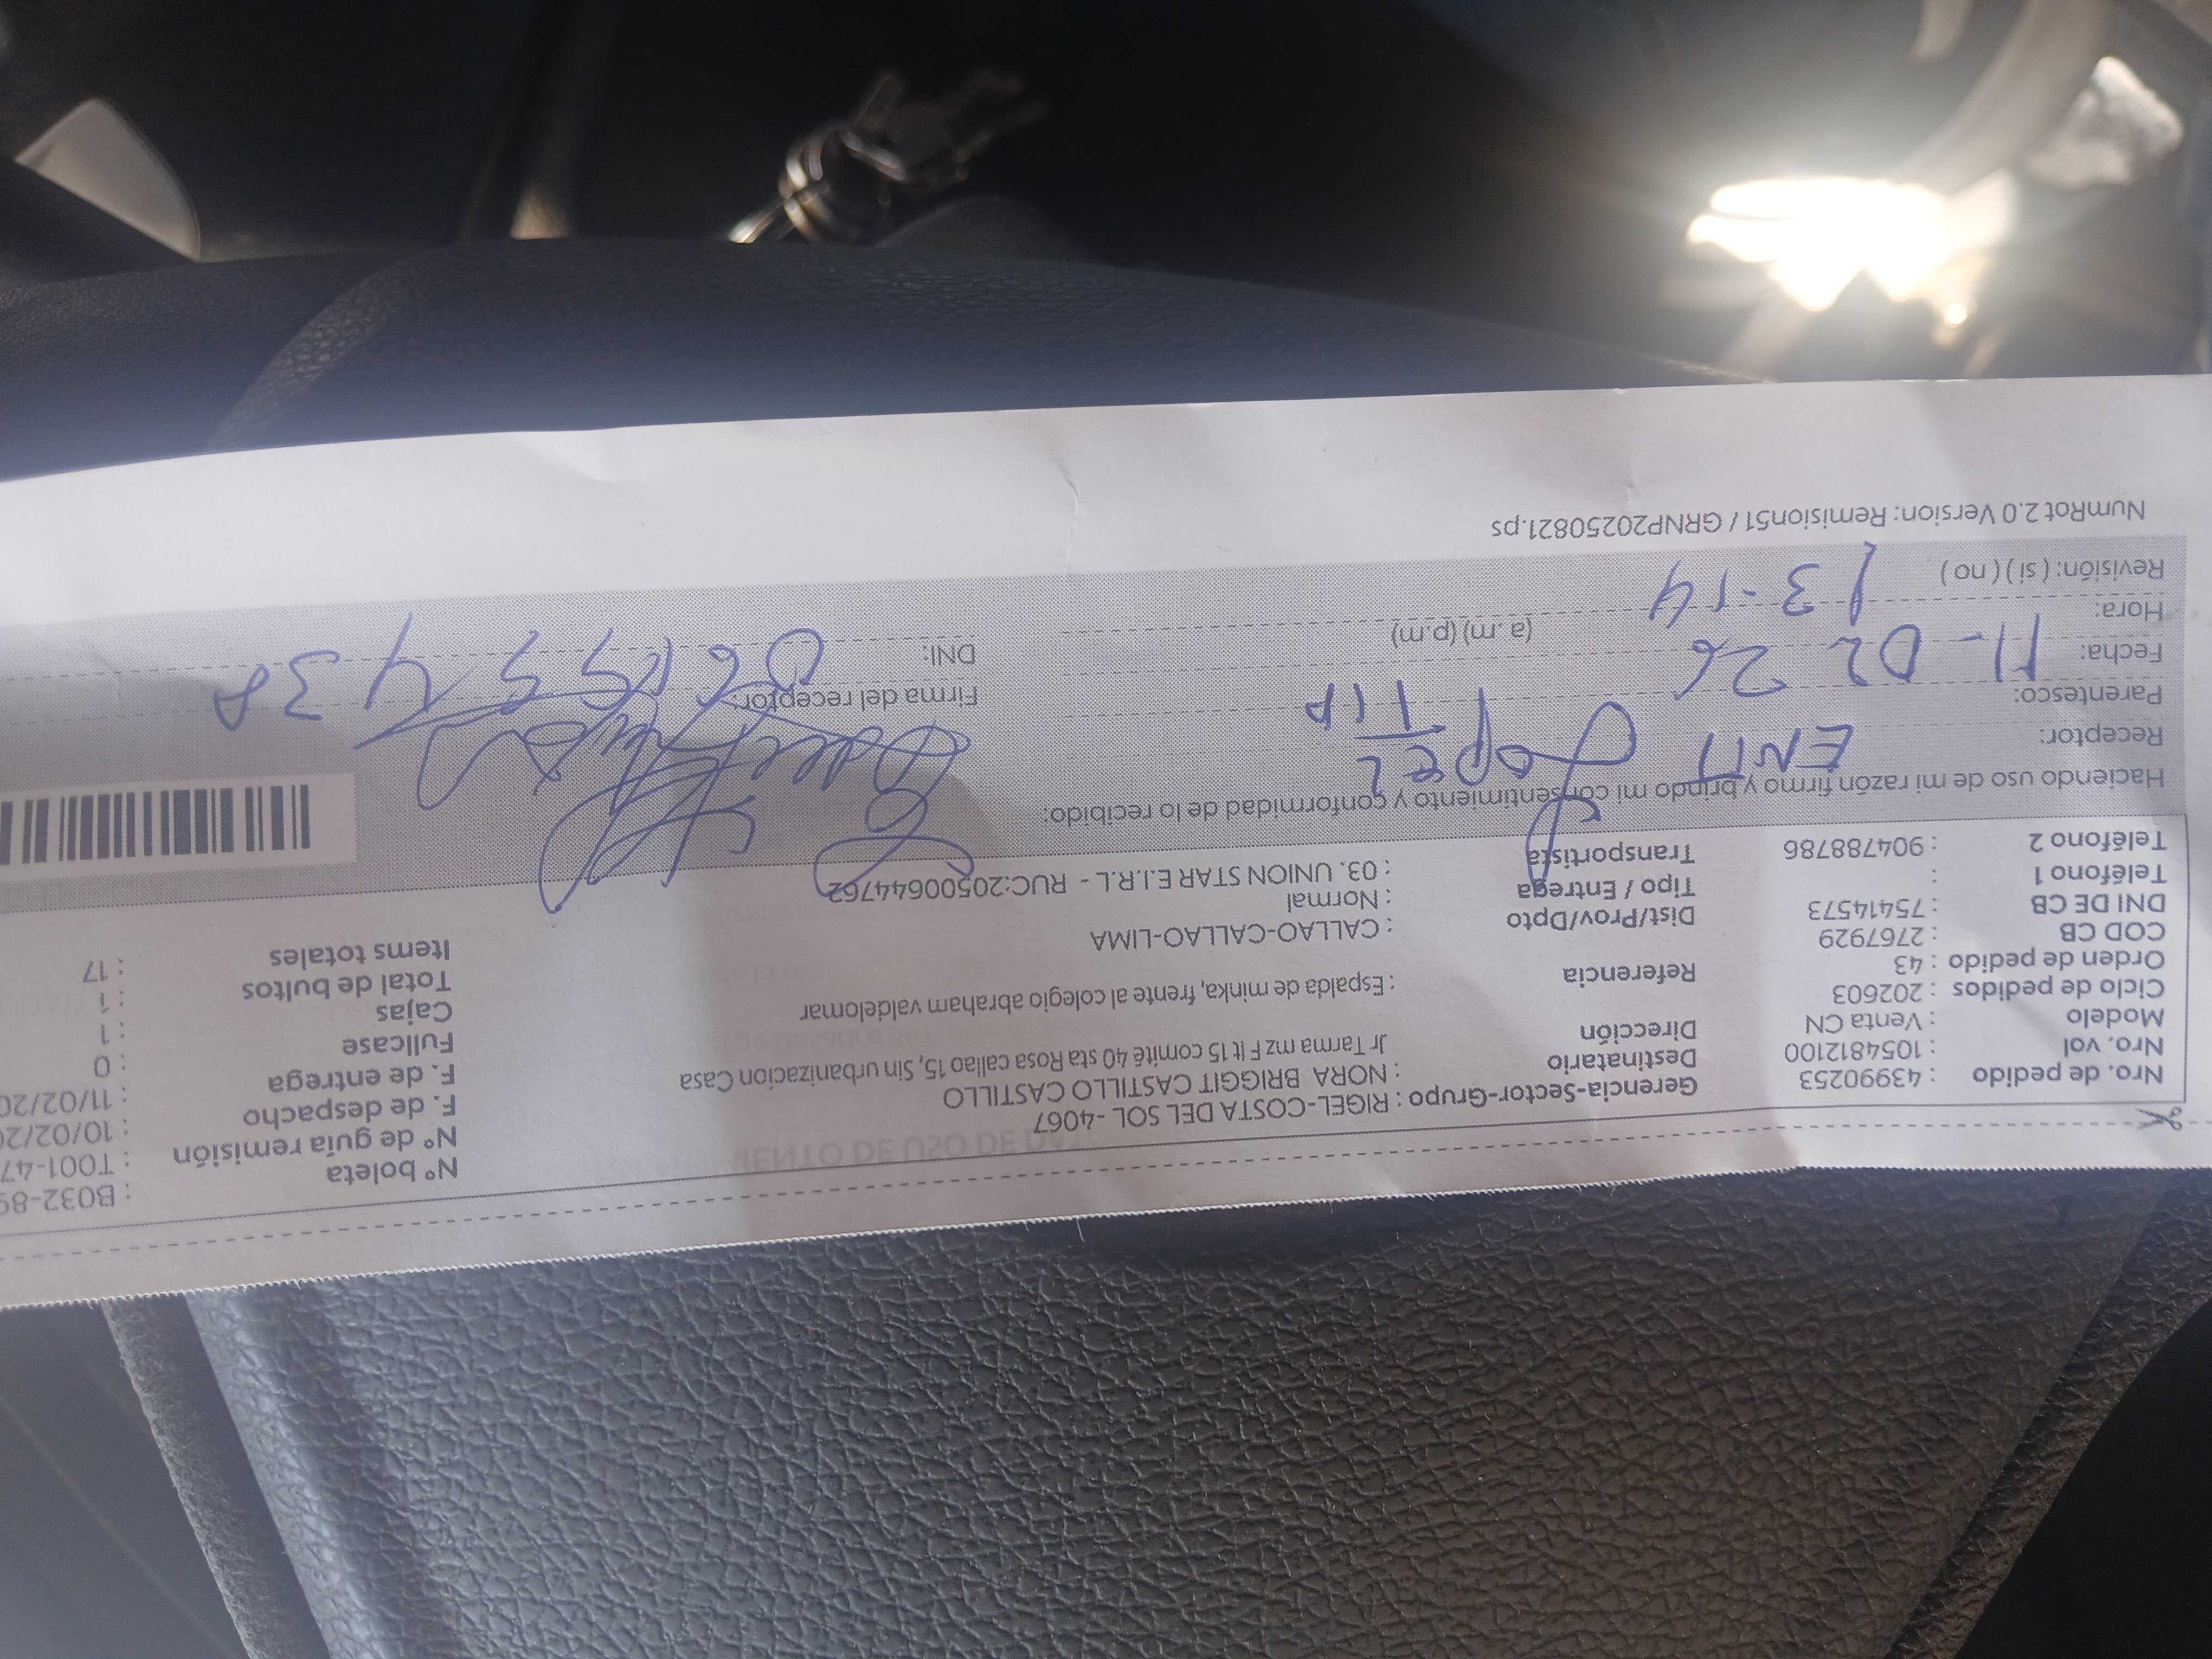 Nro. de pedido : 43990253
Nro. vol : 1054812100
Modelo : Venta CN
Ciclo de pedidos : 202603
Orden de pedido : 43
COD CB : 2767929
DNI DE CB : 75414573
Teléfono 1 :
Teléfono 2 : 904788786
Gerencia-Sector-Grupo : RIGEL-COSTA DEL SOL -4067
Destinatario : NORA BRIGGIT CASTILLO CASTILLO
Dirección Jr Tarma mz F lt 15 comité 40 sta Rosa callao 15, Sin urbanizacion Casa
Referencia : Espalda de minka, frente al colegio abraham valdelomar
Dist/Prov/Dpto : CALLAO-CALLAO-LIMA
Tipo / Entrega : Normal
Transportista : 03. UNION STAR E.I.R.L - RUC:20500644762
N° boleta : B032-89
N° de guía remisión : T001-47
F. de despacho : 10/02/20
F. de entrega : 11/02/20
Fullcase : 0
Cajas : 1
Total de bultos : 1
Items totales : 17
Haciendo uso de mi razón firmo y brindo mi consentimiento y conformidad de lo recibido:
Receptor: Lopez
Parentesco:
Fecha: 11-02 26
Hora: 13-14 (a.m) (p.m)
Revisión: ( si ) ( no )
Firma del receptor:
DNI:
NumRot 2.0 Version: Remision51 / GRNP20250821.ps